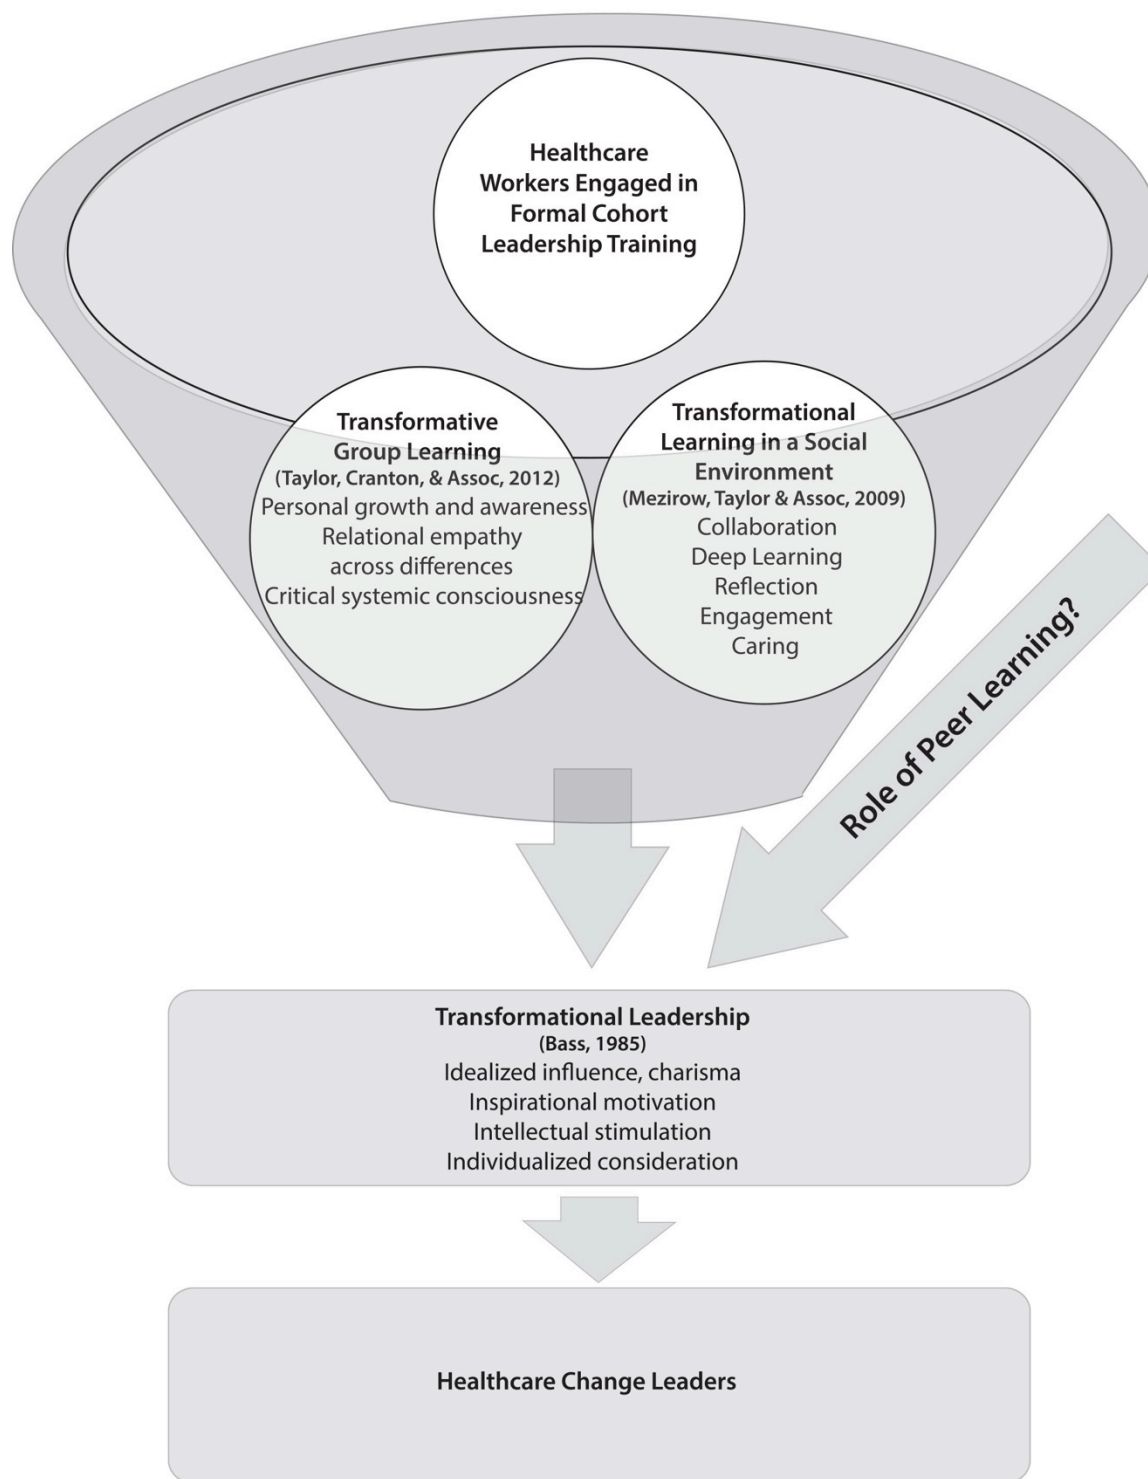 Healthcare
Workers Engaged in
Formal Cohort
Leadership Training
Transformative
Group Learning
(Taylor, Cranton, & Assoc, 2012)
Personal growth and awareness
Relational empathy
across differences
Critical systemic consciousness
Transformational
Learning in a Social
Environment
(Mezirow, Taylor & Assoc, 2009)
Collaboration
Deep Learning
Reflection
Engagement
Caring
Role of Peer Learning?
Transformational Leadership
(Bass, 1985)
Idealized influence, charisma
Inspirational motivation
Intellectual stimulation
Individualized consideration
Healthcare Change Leaders